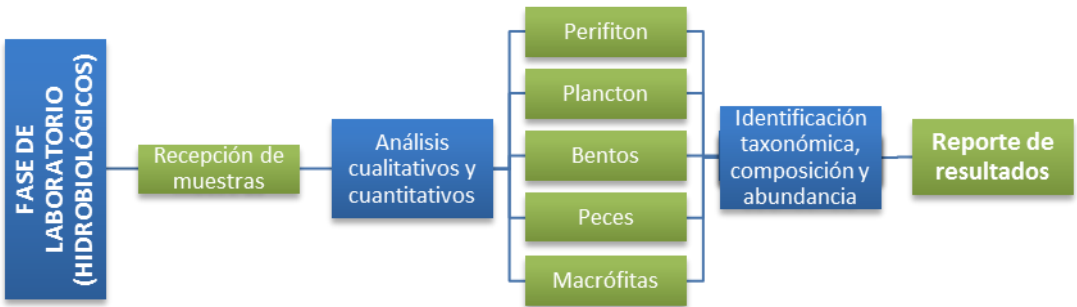 FASE DE
LABORATORIO
(HIDROBIOLÓGICOS)
Recepción de
muestras
Análisis
cualitativos y
cuantitativos
Perifiton
Plancton
Bentos
Peces
Macrófitas
Identificación
taxonómica,
composición y
abundancia
Reporte de
resultados